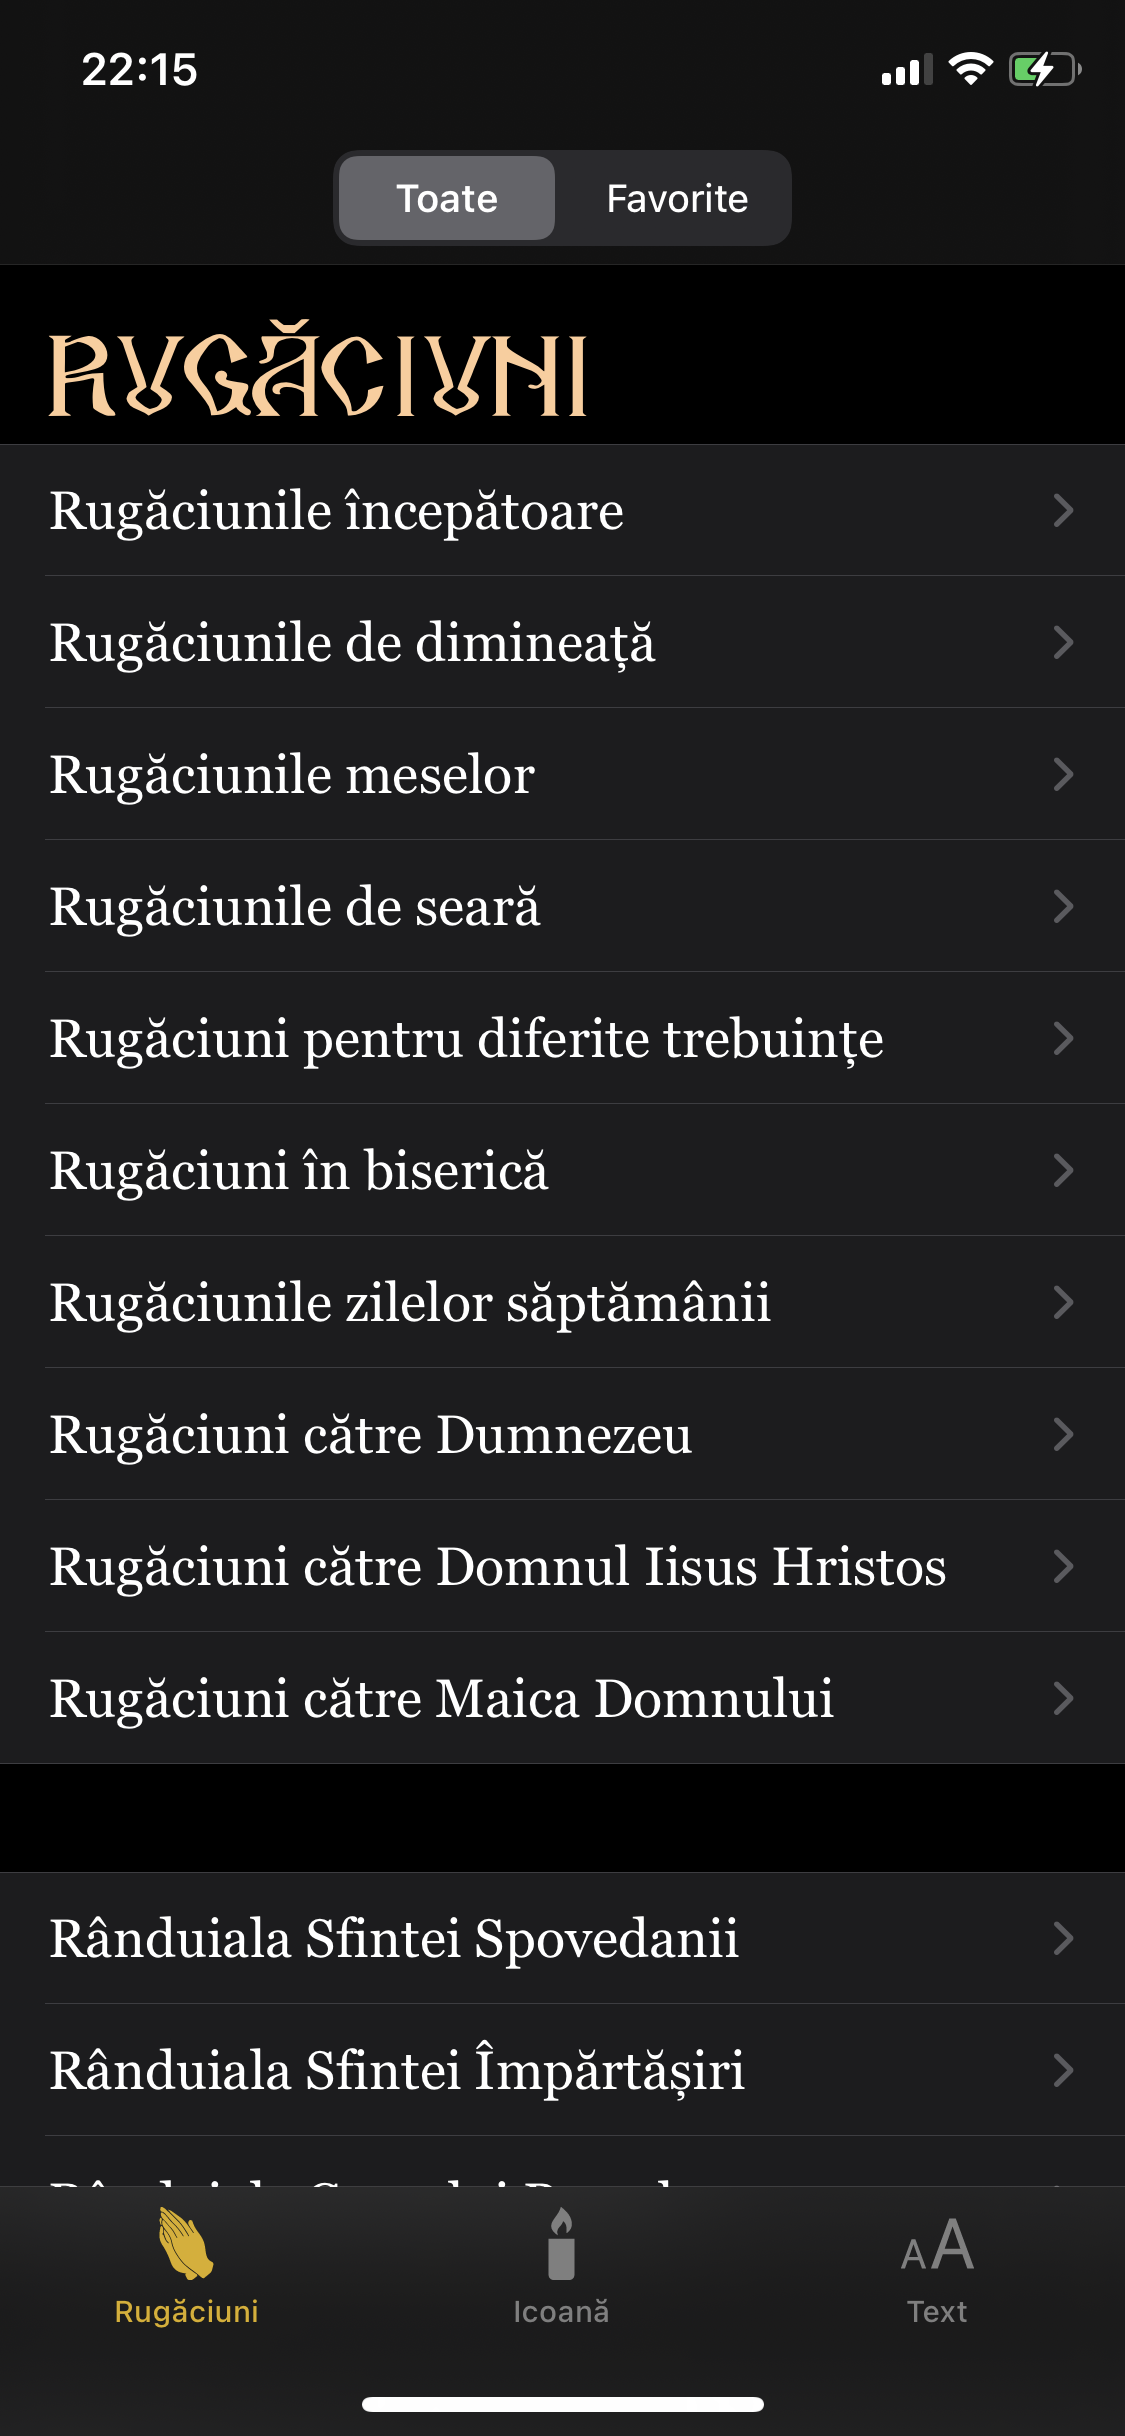 22:15
Toate Favorite
RUGĂCIUNI
Rugăciunile începătoare
Rugăciunile de dimineață
Rugăciunile meselor
Rugăciunile de seară
Rugăciuni pentru diferite trebuințe
Rugăciuni în biserică
Rugăciunile zilelor săptămânii
Rugăciuni către Dumnezeu
Rugăciuni către Domnul Iisus Hristos
Rugăciuni către Maica Domnului
Rânduiala Sfintei Spovedanii
Rânduiala Sfintei Împărtășiri
Rugăciuni Icoană Text